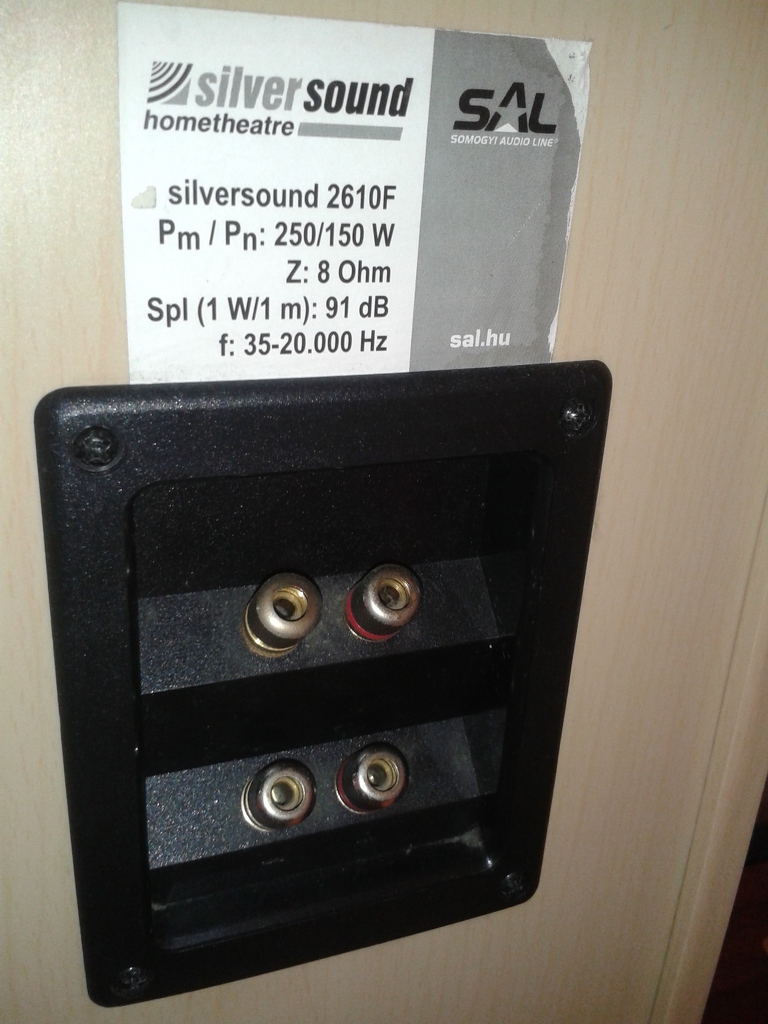 silversound
hometheatre
SAL
SOMOGYI AUDIO LINE®
silversound 2610F
Pm / Pn: 250/150 W
Z: 8 Ohm
Spl (1 W/1 m): 91 dB
f: 35-20.000 Hz
sal.hu